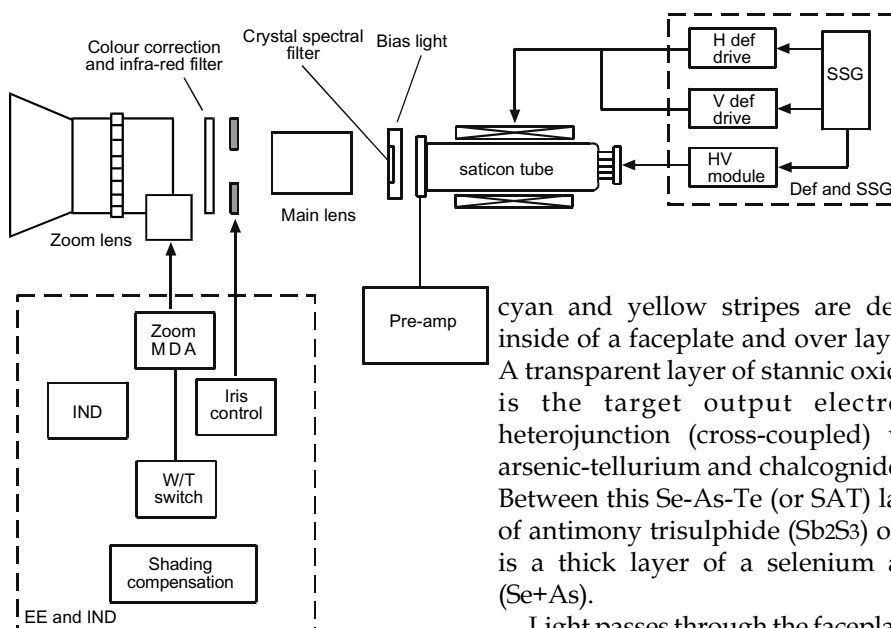 Colour correction
and infra-red filter
Crystal spectral
filter
Bias light
H def
drive
V def
drive
HV
module
SSG
Def and SSG
saticon tube
Main lens
Zoom lens
Pre-amp
Zoom
MDA
IND
Iris
control
W/T
switch
Shading
compensation
EE and IND
cyan and yellow stripes are de
inside of a faceplate and over lay
A transparent layer of stannic oxi
is the target output electr
heterojunction (cross-coupled)
arsenic-tellurium and chalcognide
Between this Se-As-Te (or SAT) la
of antimony trisulphide (Sb2S3) o
is a thick layer of a selenium a
(Se+As).
Light passes through the facepla